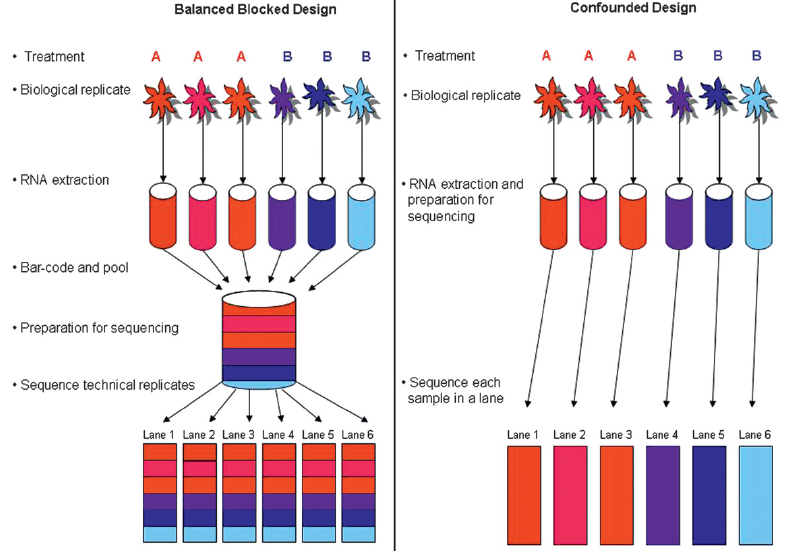 Balanced Blocked Design
• Treatment
A A A B B B
• Biological replicate
• RNA extraction
• Bar-code and pool
• Preparation for sequencing
• Sequence technical replicates
Lane 1 Lane 2 Lane 3 Lane 4 Lane 5 Lane 6
Confounded Design
• Treatment
A A A B B B
• Biological replicate
• RNA extraction and
preparation for
sequencing
• Sequence each
sample in a lane
Lane 1 Lane 2 Lane 3 Lane 4 Lane 5 Lane 6